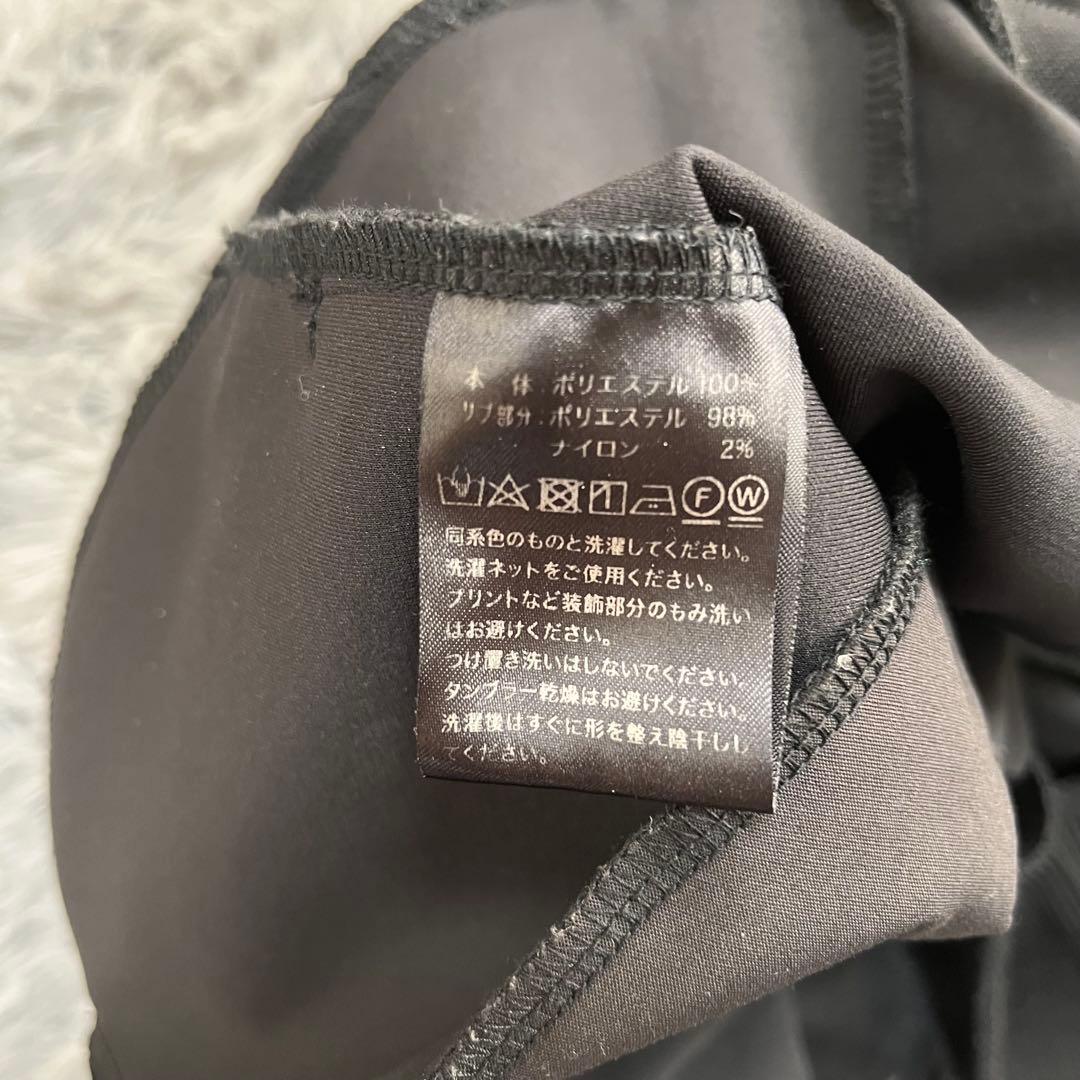 本 体 ポリエステル 100%
リブ部分:ポリエステル 98%
ナイロン 2%
F W
同系色のものと洗濯してください。
洗濯ネットをご使用ください。
プリントなど装飾部分のもみ洗い
はお避けください。
つけ置き洗いはしないでください。
タンブラー乾燥はお避けください。
洗濯後はすぐに形を整え陰干しし
てください。